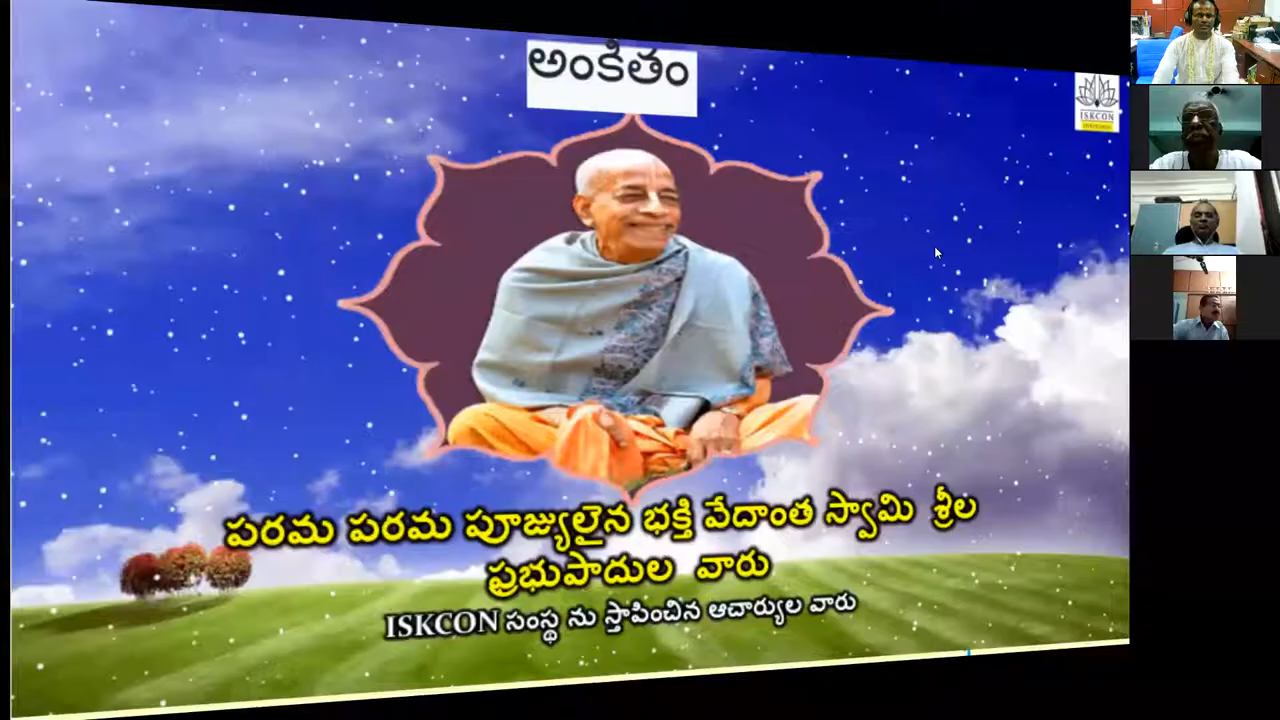 అంకితం
ISKCON
పరమ పరమ పూజ్యులైన భక్తి వేదాంత స్వామి శ్రీల
ప్రభుపాదుల వారు
ISKCON సంస్థ ను స్తాపించిన ఆచార్యుల వారు